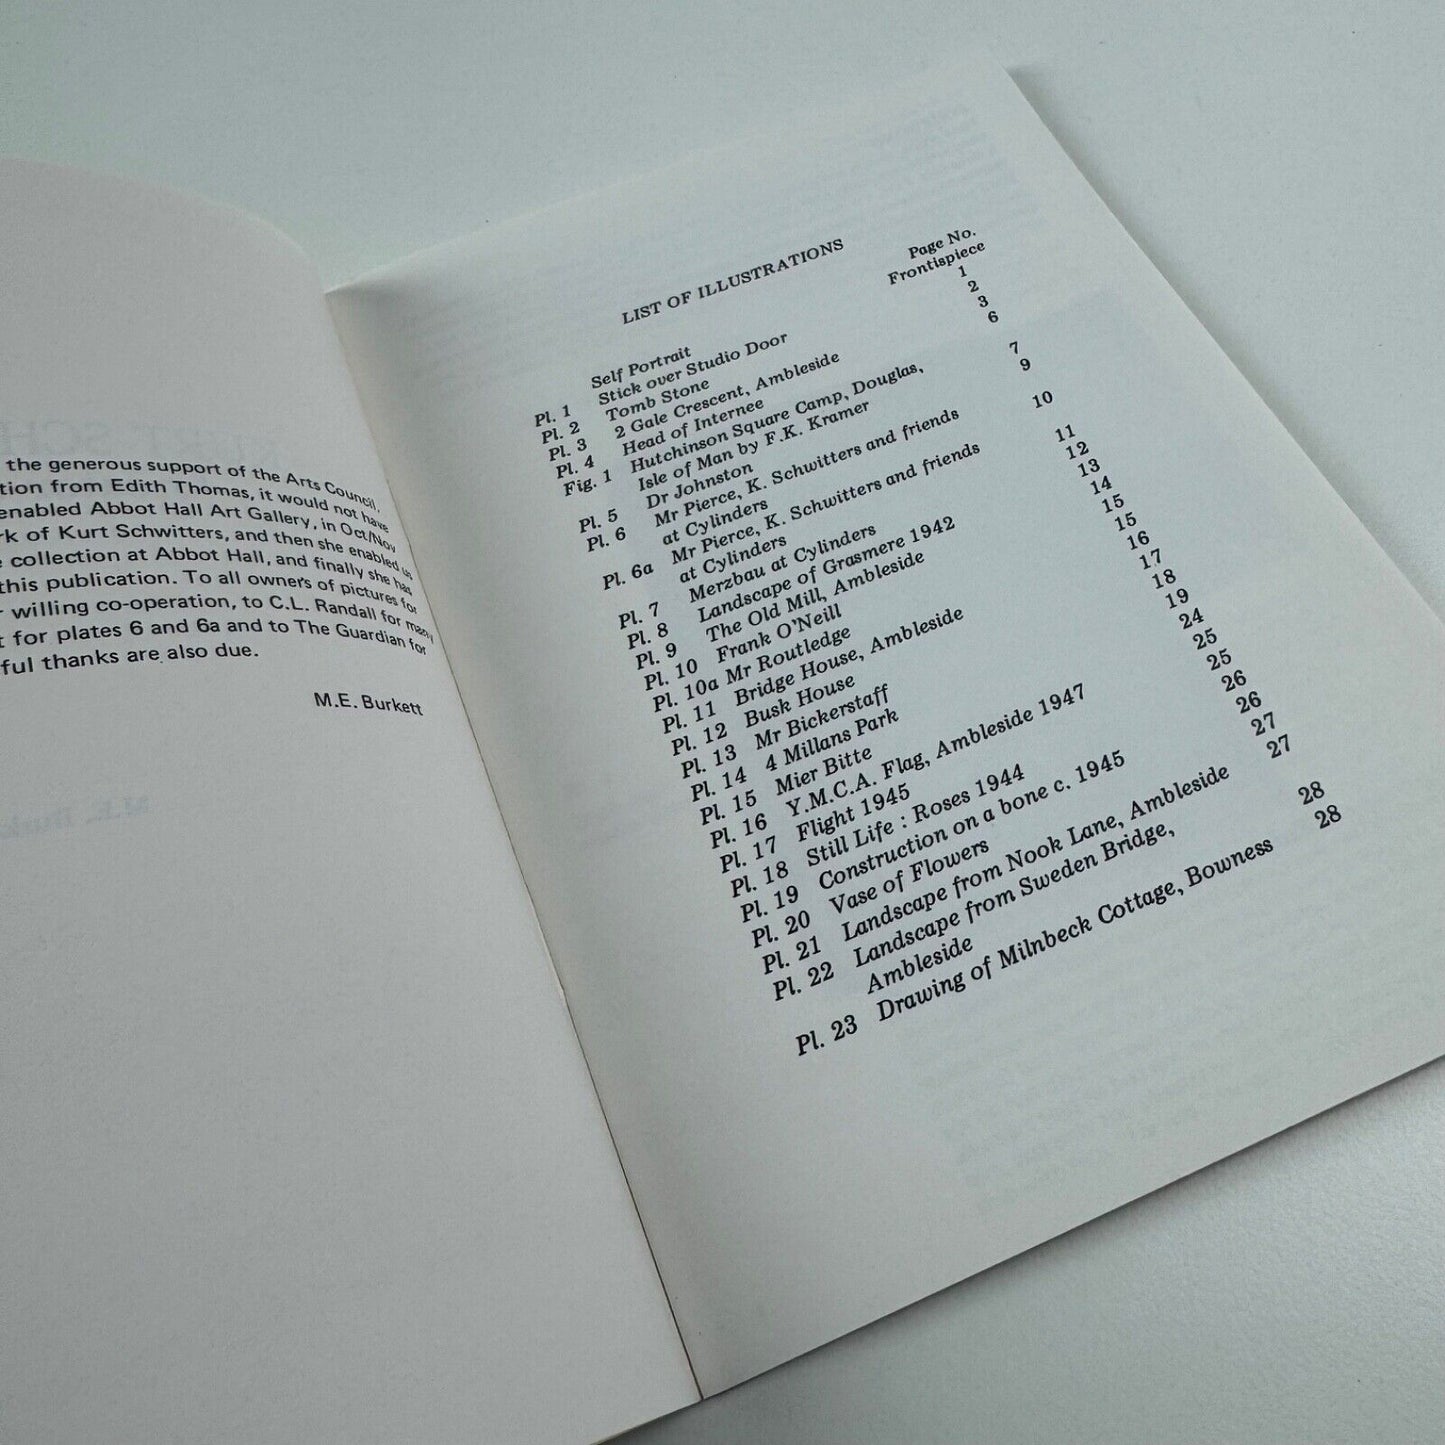 the generous support of the Arts Council,
tion from Edith Thomas, it would not have
enabled Abbot Hall Art Gallery, in Oct/Nov
rk of Kurt Schwitters, and then she enabled us
collection at Abbot Hall, and finally she has
this publication. To all owners of pictures for
willing co-operation, to C.L. Randall for many
t for plates 6 and 6a and to The Guardian for
ful thanks are also due.
M.E. Burkett
LIST OF ILLUSTRATIONS
Page No.
Self Portrait Frontispiece
Pl. 1 Stick over Studio Door 1
Pl. 2 Tomb Stone 2
Pl. 3 2 Gale Crescent, Ambleside 3
Pl. 4 Head of Internee 6
Fig. 1 Hutchinson Square Camp, Douglas,
Isle of Man by F.K. Kramer 7
Pl. 5 Dr Johnston 9
Pl. 6 Mr Pierce, K. Schwitters and friends
at Cylinders 10
Pl. 6a Mr Pierce, K. Schwitters and friends
at Cylinders 11
Pl. 7 Merzbau at Cylinders 12
Pl. 8 Landscape of Grasmere 1942 13
Pl. 9 The Old Mill, Ambleside 14
Pl. 10 Frank O'Neill 15
Pl. 10a Mr Routledge 15
Pl. 11 Bridge House, Ambleside 16
Pl. 12 Busk House 17
Pl. 13 Mr Bickerstaff 18
Pl. 14 4 Millans Park 19
Pl. 15 Mier Bitte 24
Pl. 16 Y.M.C.A. Flag, Ambleside 1947 25
Pl. 17 Flight 1945 25
Pl. 18 Still Life : Roses 1944 26
Pl. 19 Construction on a bone c. 1945 26
Pl. 20 Vase of Flowers 27
Pl. 21 Landscape from Nook Lane, Ambleside 27
Pl. 22 Landscape from Sweden Bridge,
Ambleside 28
Pl. 23 Drawing of Milnbeck Cottage, Bowness 28